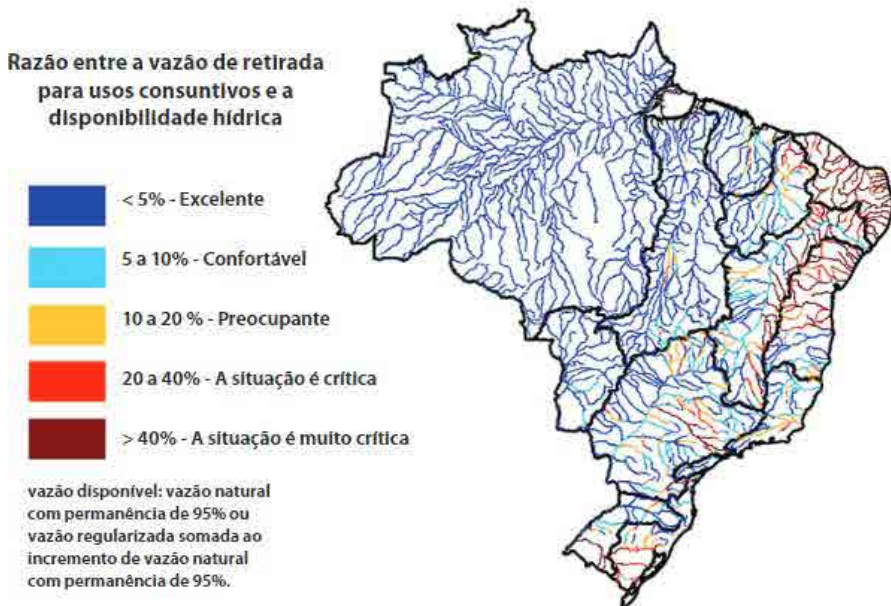 Razão entre a vazão de retirada
para usos consuntivos e a
disponibilidade hídrica
< 5% - Excelente
5 a 10% - Confortável
10 a 20 % - Preocupante
20 a 40% - A situação é crítica
> 40% - A situação é muito crítica
vazão disponível: vazão natural
com permanência de 95% ou
vazão regularizada somada ao
incremento de vazão natural
com permanência de 95%.